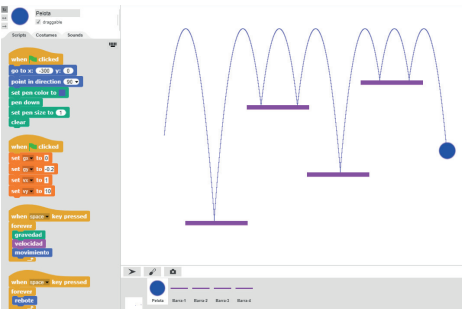 Pelota
draggable
Scripts Costumes Sounds
when clicked
go to x: -300 y: 0
point in direction 90
set pen color to
pen down
set pen size to 1
clear
when clicked
set gx to 0
set gy to -0.2
set vx to 1
set vy to 10
when space key pressed
forever
gravedad
velocidad
movimiento
when space key pressed
forever
rebote
Pelota Barra-1 Barra-2 Barra-3 Barra-4